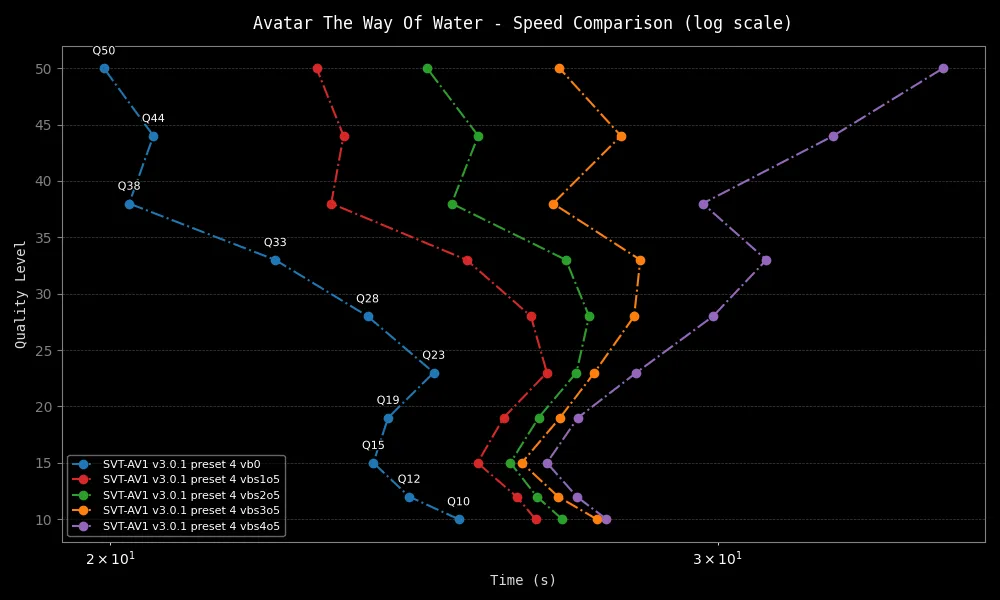 Avatar The Way Of Water - Speed Comparison (log scale)
Q50
50
Q44
45
Q38
40
35
Q33
30
Q28
25
Q23
20
Q19
15
Q15
Q12
10
Q10
Quality Level
SVT-AV1 v3.0.1 preset 4 vb0
SVT-AV1 v3.0.1 preset 4 vbs1o5
SVT-AV1 v3.0.1 preset 4 vbs2o5
SVT-AV1 v3.0.1 preset 4 vbs3o5
SVT-AV1 v3.0.1 preset 4 vbs4o5
2 × 10¹
3 × 10¹
Time (s)